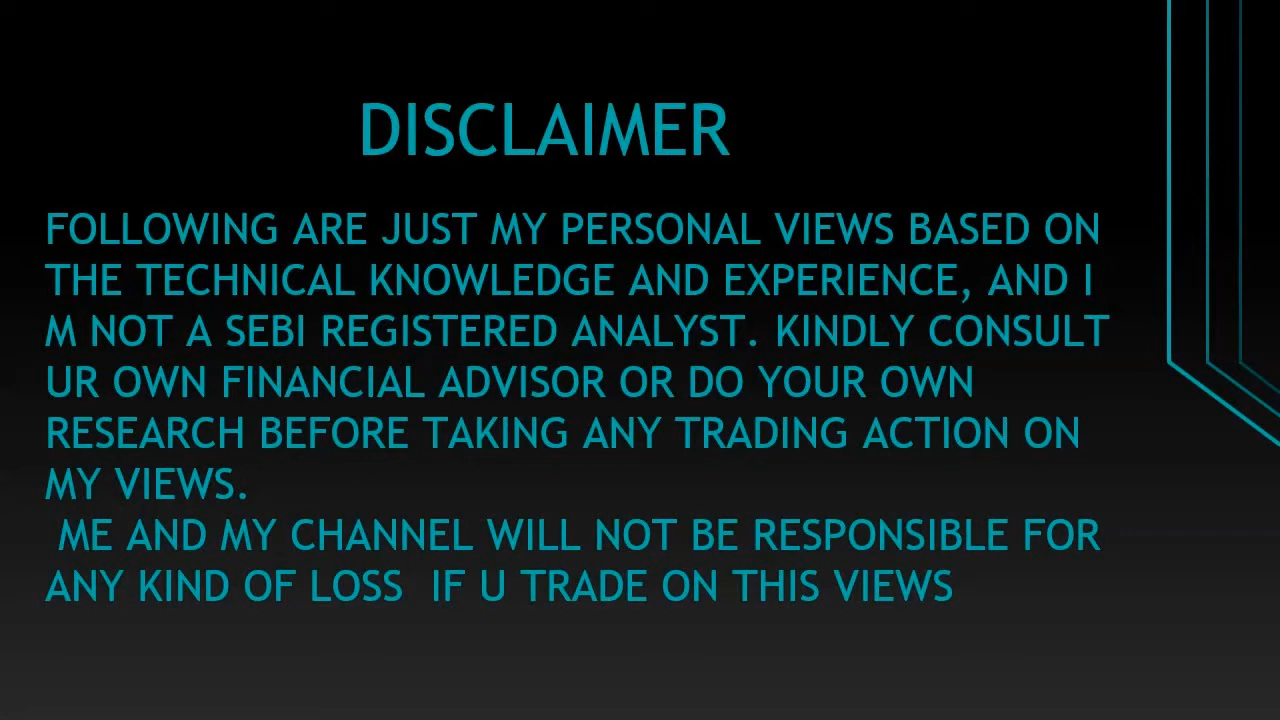 DISCLAIMER
FOLLOWING ARE JUST MY PERSONAL VIEWS BASED ON
THE TECHNICAL KNOWLEDGE AND EXPERIENCE, AND I
M NOT A SEBI REGISTERED ANALYST. KINDLY CONSULT
UR OWN FINANCIAL ADVISOR OR DO YOUR OWN
RESEARCH BEFORE TAKING ANY TRADING ACTION ON
MY VIEWS.
ME AND MY CHANNEL WILL NOT BE RESPONSIBLE FOR
ANY KIND OF LOSS  IF U TRADE ON THIS VIEWS